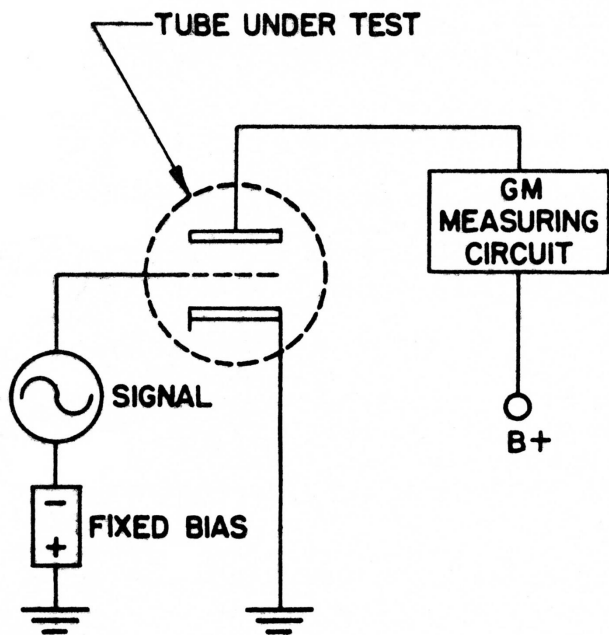 TUBE UNDER TEST
GM
MEASURING
CIRCUIT
SIGNAL
B+
−
FIXED BIAS
+